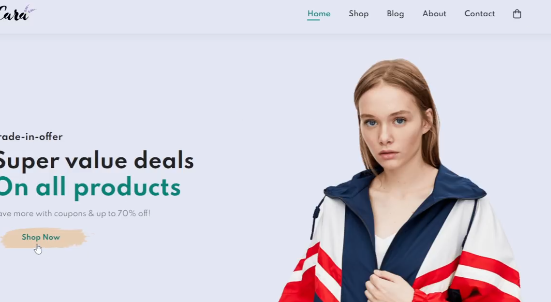 Cara
Home Shop Blog About Contact
rade-in-offer
Super value deals
On all products
ave more with coupons & up to 70% off!
Shop Now